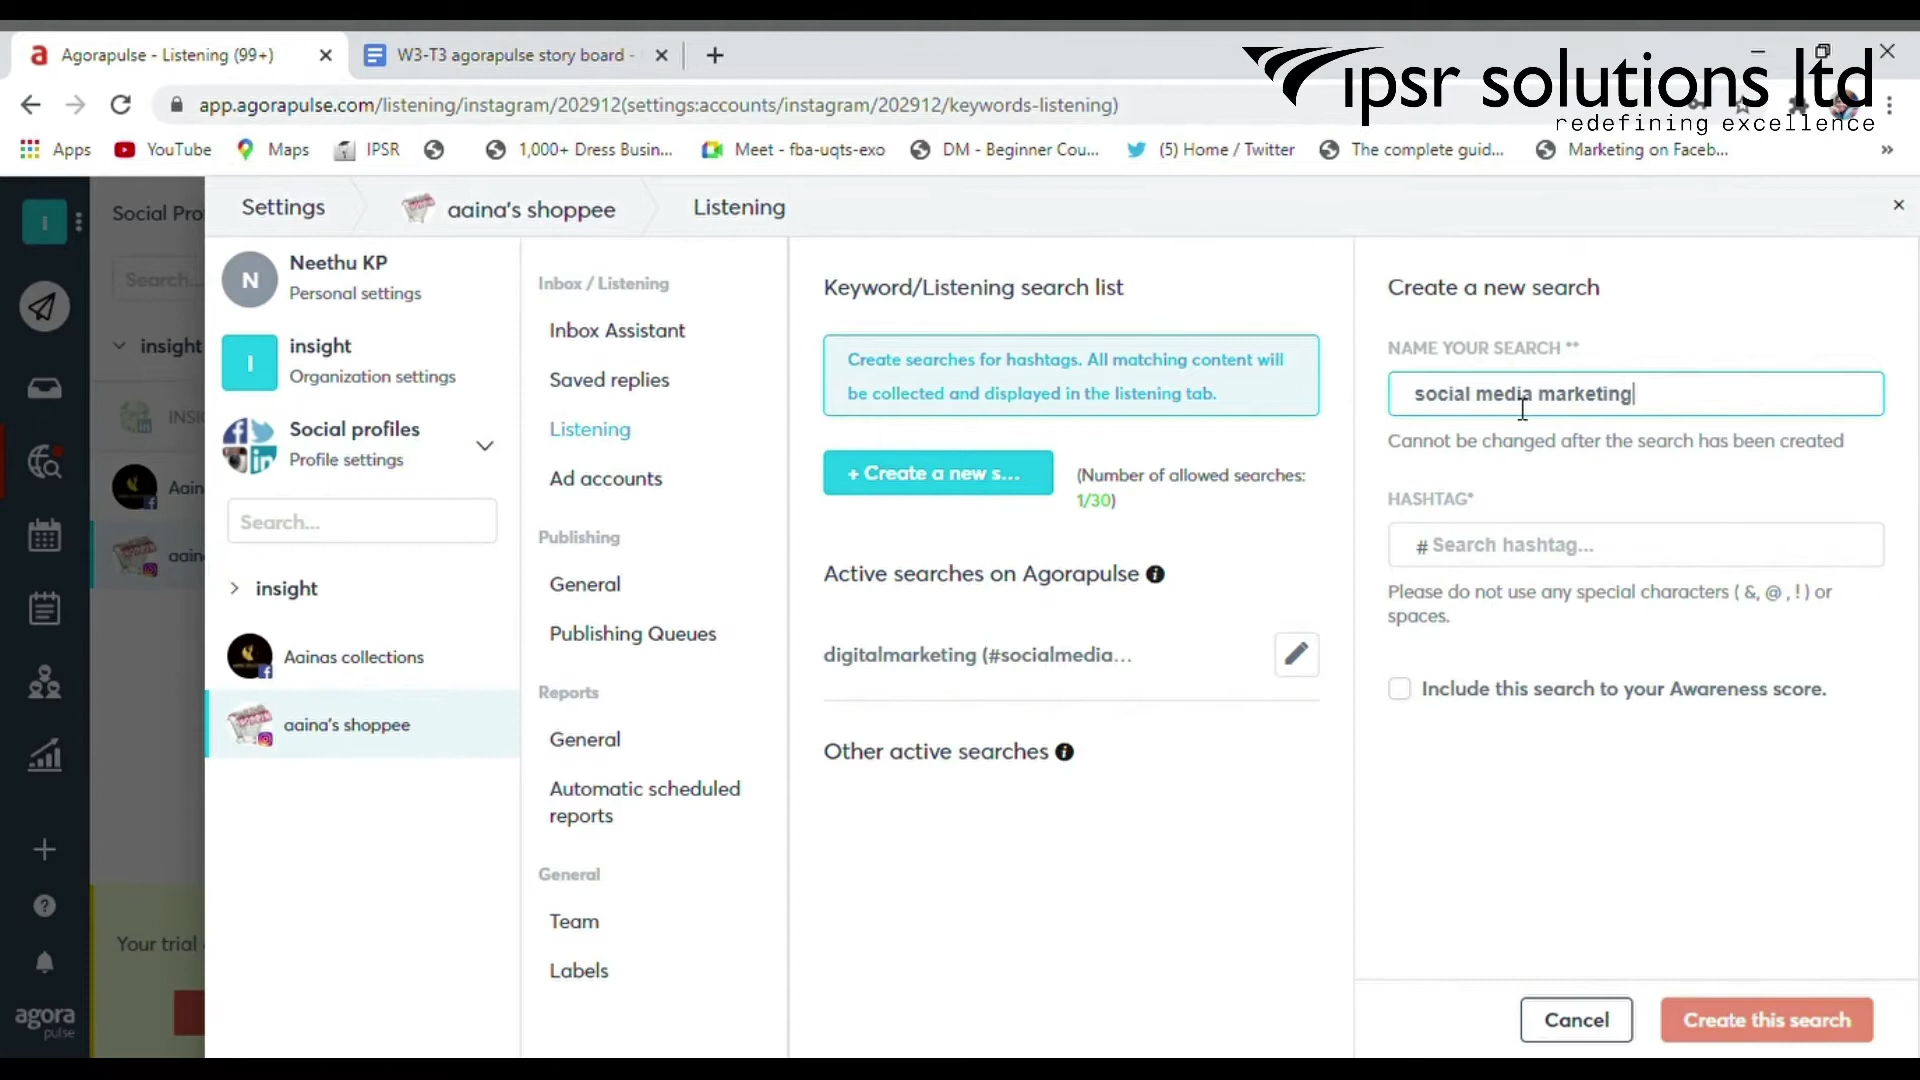 Agorapulse - Listening (99+)
W3-T3 agorapulse story board -
ipsr solutions ltd
redefining excellence
app.agorapulse.com/listening/instagram/202912(settings:accounts/instagram/202912/keywords-listening)
Apps
YouTube
Maps
IPSR
1,000+ Dress Busin...
Meet - fba-uqts-exo
DM - Beginner Cou...
(5) Home / Twitter
The complete guid...
Marketing on Faceb...
»
I
Social Pro
Search...
insight
INSI
Aain
aain
Your trial
agora
pulse
Settings
aaina's shoppee
Listening
N
Neethu KP
Personal settings
I
insight
Organization settings
Social profiles
Profile settings
Search...
insight
Aainas collections
aaina's shoppee
Inbox / Listening
Inbox Assistant
Saved replies
Listening
Ad accounts
Publishing
General
Publishing Queues
Reports
General
Automatic scheduled
reports
General
Team
Labels
Keyword/Listening search list
Create searches for hashtags. All matching content will
be collected and displayed in the listening tab.
+ Create a new s...
(Number of allowed searches:
1/30)
Active searches on Agorapulse
digitalmarketing (#socialmedia...
Other active searches
Create a new search
NAME YOUR SEARCH **
social media marketing
Cannot be changed after the search has been created
HASHTAG*
# Search hashtag...
Please do not use any special characters ( &, @ , ! ) or
spaces.
Include this search to your Awareness score.
Cancel
Create this search